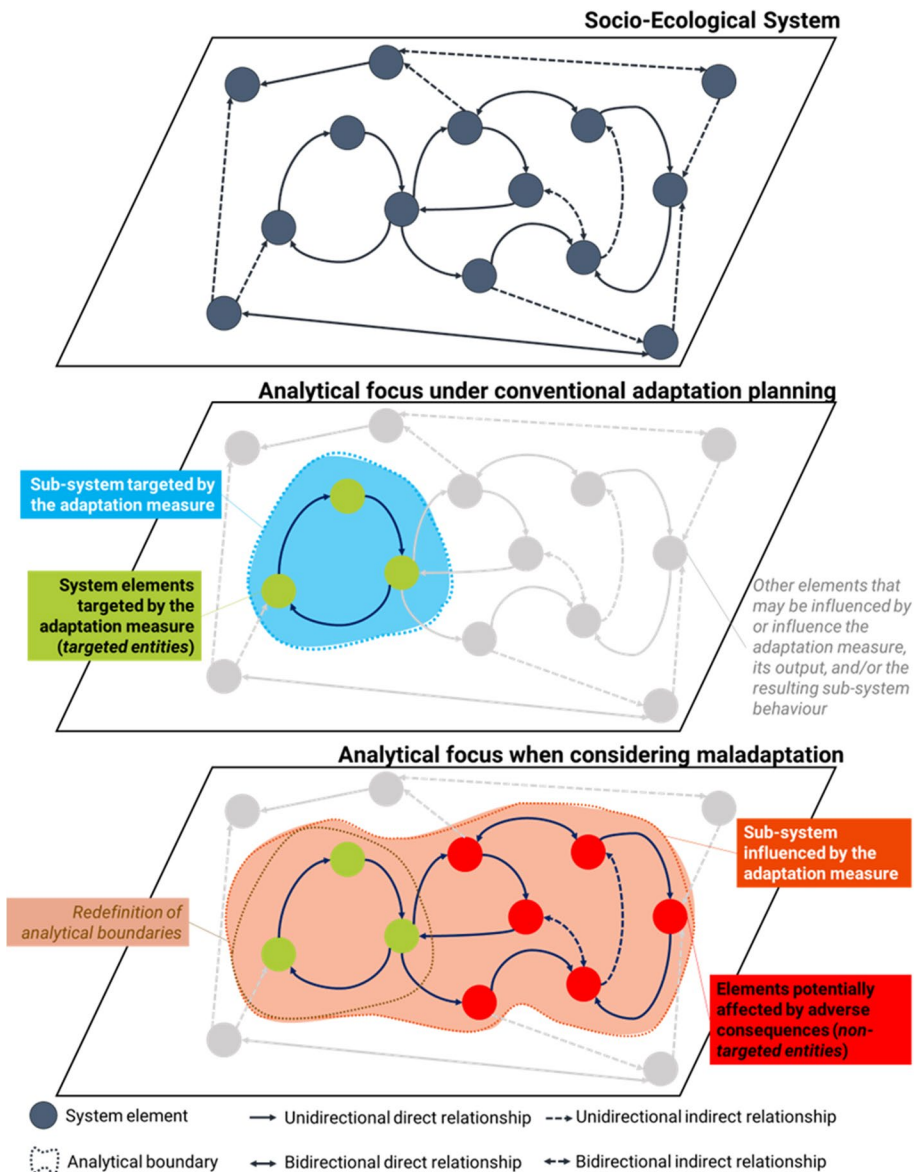 Socio-Ecological System
Analytical focus under conventional adaptation planning
Sub-system targeted by
the adaptation measure
System elements
targeted by the
adaptation measure
(targeted entities)
Other elements that
may be influenced by
or influence the
adaptation measure,
its output, and/or the
resulting sub-system
behaviour
Analytical focus when considering maladaptation
Sub-system
influenced by the
adaptation measure
Redefinition of
analytical boundaries
Elements potentially
affected by adverse
consequences (non-
targeted entities)
System element
Unidirectional direct relationship
Unidirectional indirect relationship
Analytical boundary
Bidirectional direct relationship
Bidirectional indirect relationship